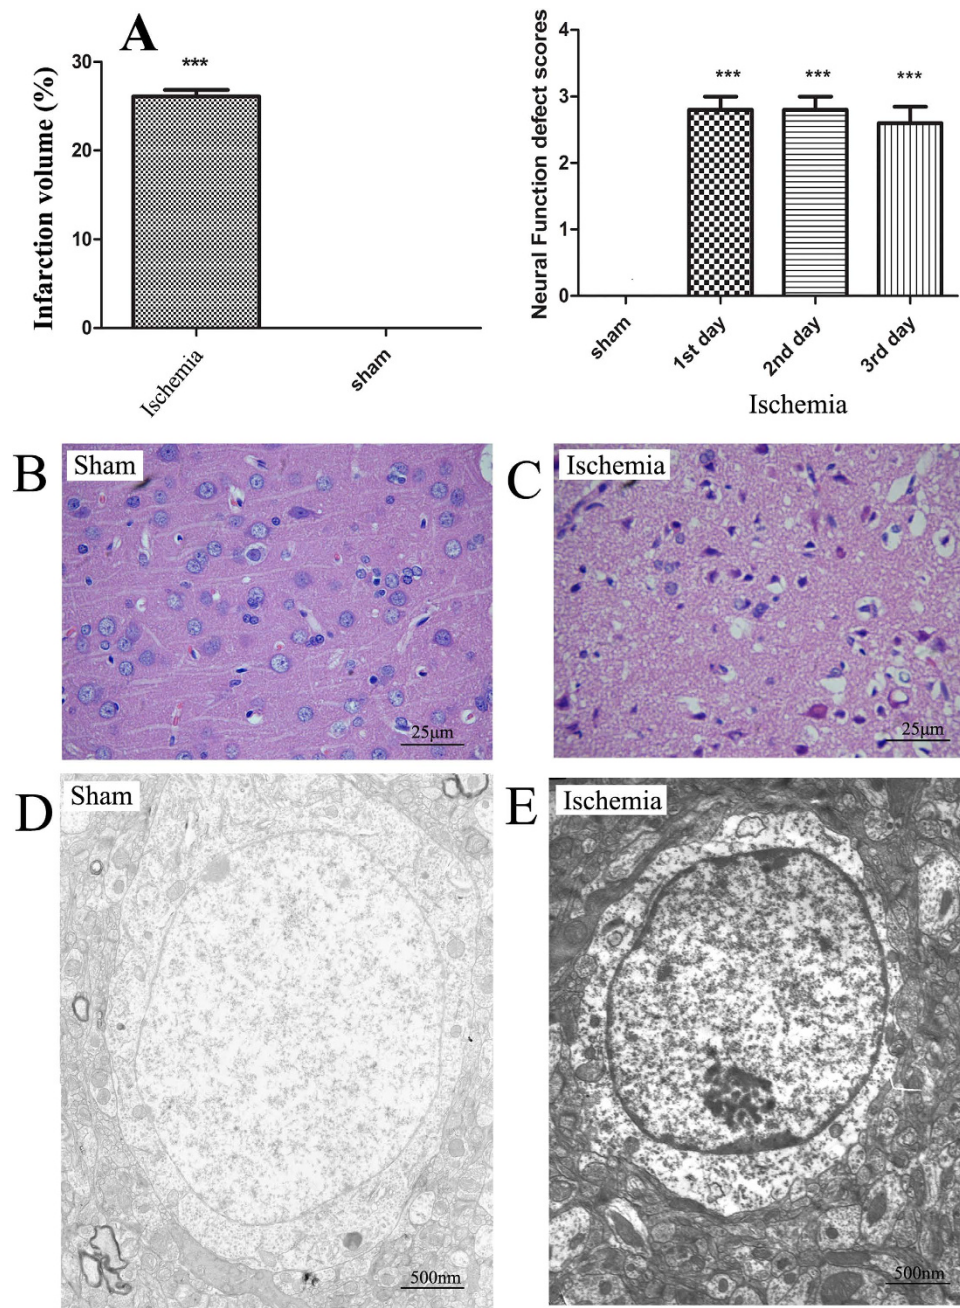 A
Infarction volume (%)
30
20
10
0
***
Ischemia
sham
Neural Function defect scores
4
3
2
1
0
***
***
***
sham
1st day
2nd day
3rd day
Ischemia
B
Sham
25μm
C
Ischemia
25μm
D
Sham
500nm
E
Ischemia
500nm